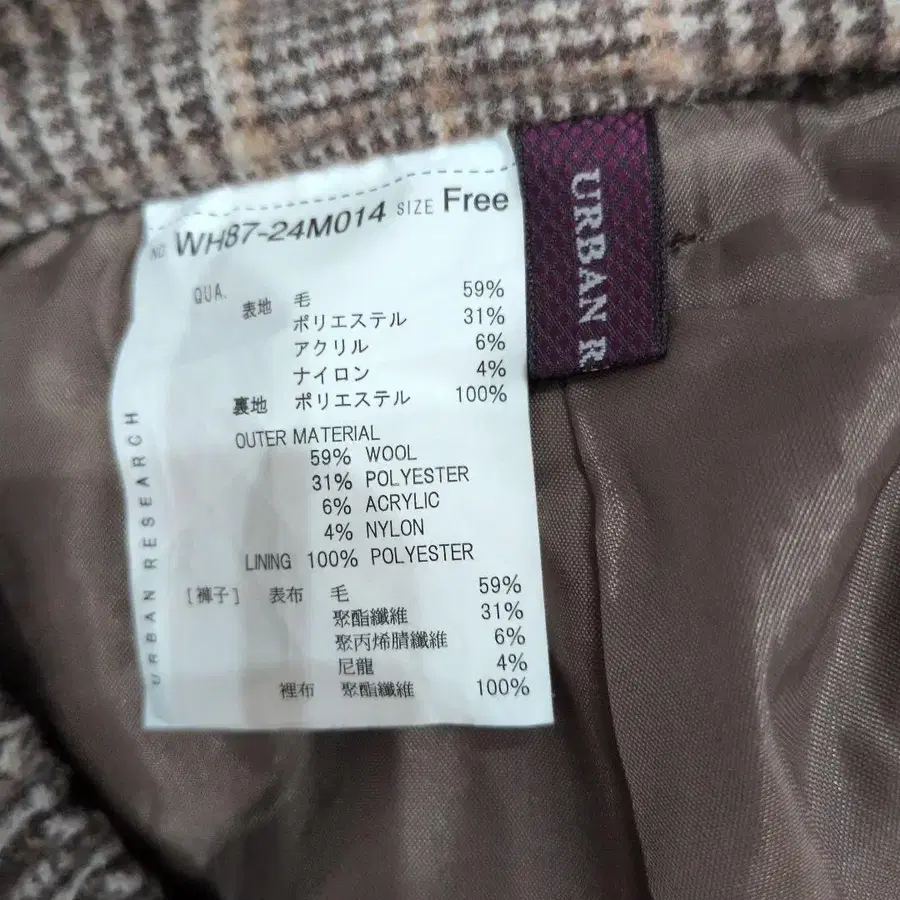 NO WH87-24M014 SIZE Free
QUA. 表地 毛 59%
ポリエステル 31%
アクリル 6%
ナイロン 4%
裏地 ポリエステル 100%
OUTER MATERIAL
59% WOOL
31% POLYESTER
6% ACRYLIC
4% NYLON
LINING 100% POLYESTER
[褲子] 表布 毛 59%
聚酯纖維 31%
聚丙烯腈纖維 6%
尼龍 4%
裡布 聚酯纖維 100%
URBAN RESEARCH
URBAN R